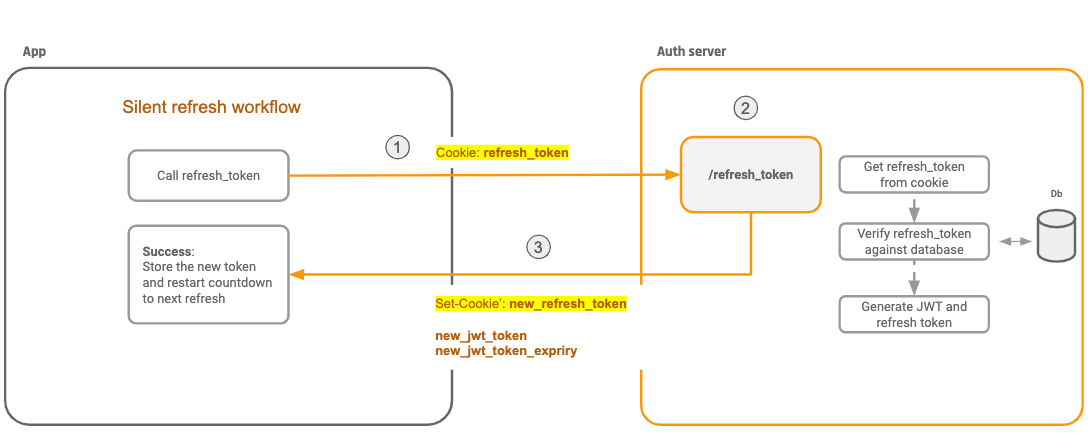 App
Auth server
Silent refresh workflow
1
2
Cookie: refresh_token
Call refresh_token
/refresh_token
Get refresh_token
from cookie
Db
Verify refresh_token
against database
Success:
Store the new token
and restart countdown
to next refresh
3
Set-Cookie': new_refresh_token
new_jwt_token
new_jwt_token_expriry
Generate JWT and
refresh token